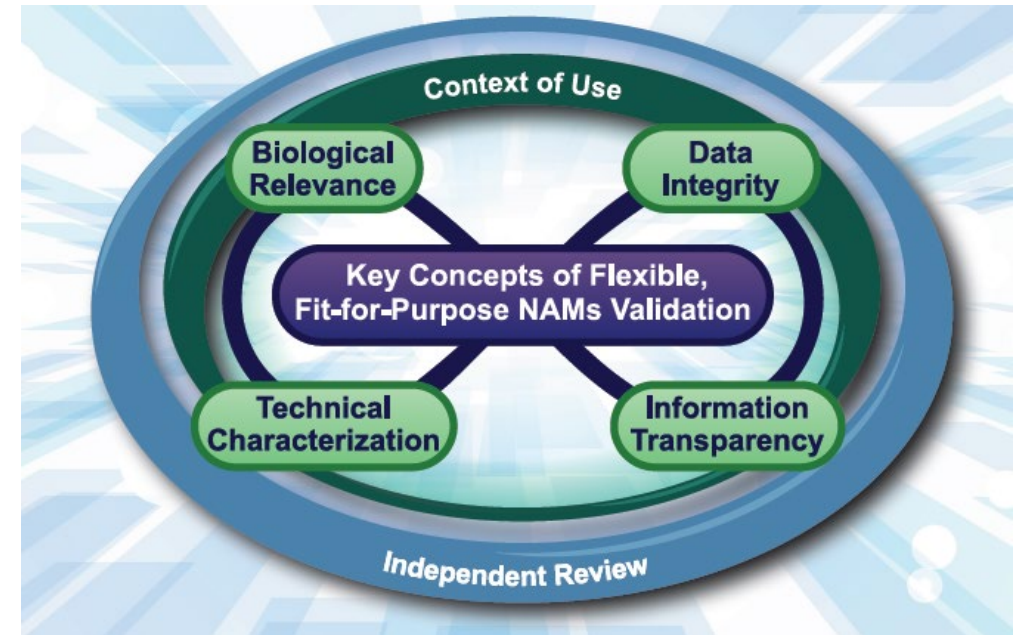 Context of Use
Biological
Relevance
Data
Integrity
Key Concepts of Flexible,
Fit-for-Purpose NAMs Validation
Technical
Characterization
Information
Transparency
Independent Review